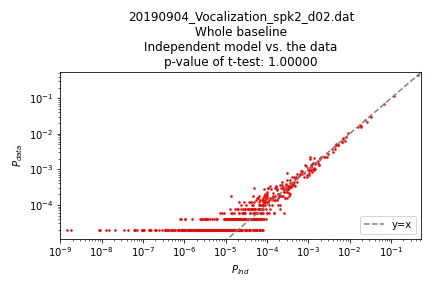 20190904_Vocalization_spk2_d02.dat
Whole baseline
Independent model vs. the data
p-value of t-test: 1.00000
P_data
10^-1
10^-2
10^-3
10^-4
y=x
10^-9 10^-8 10^-7 10^-6 10^-5 10^-4 10^-3 10^-2 10^-1
P_ind